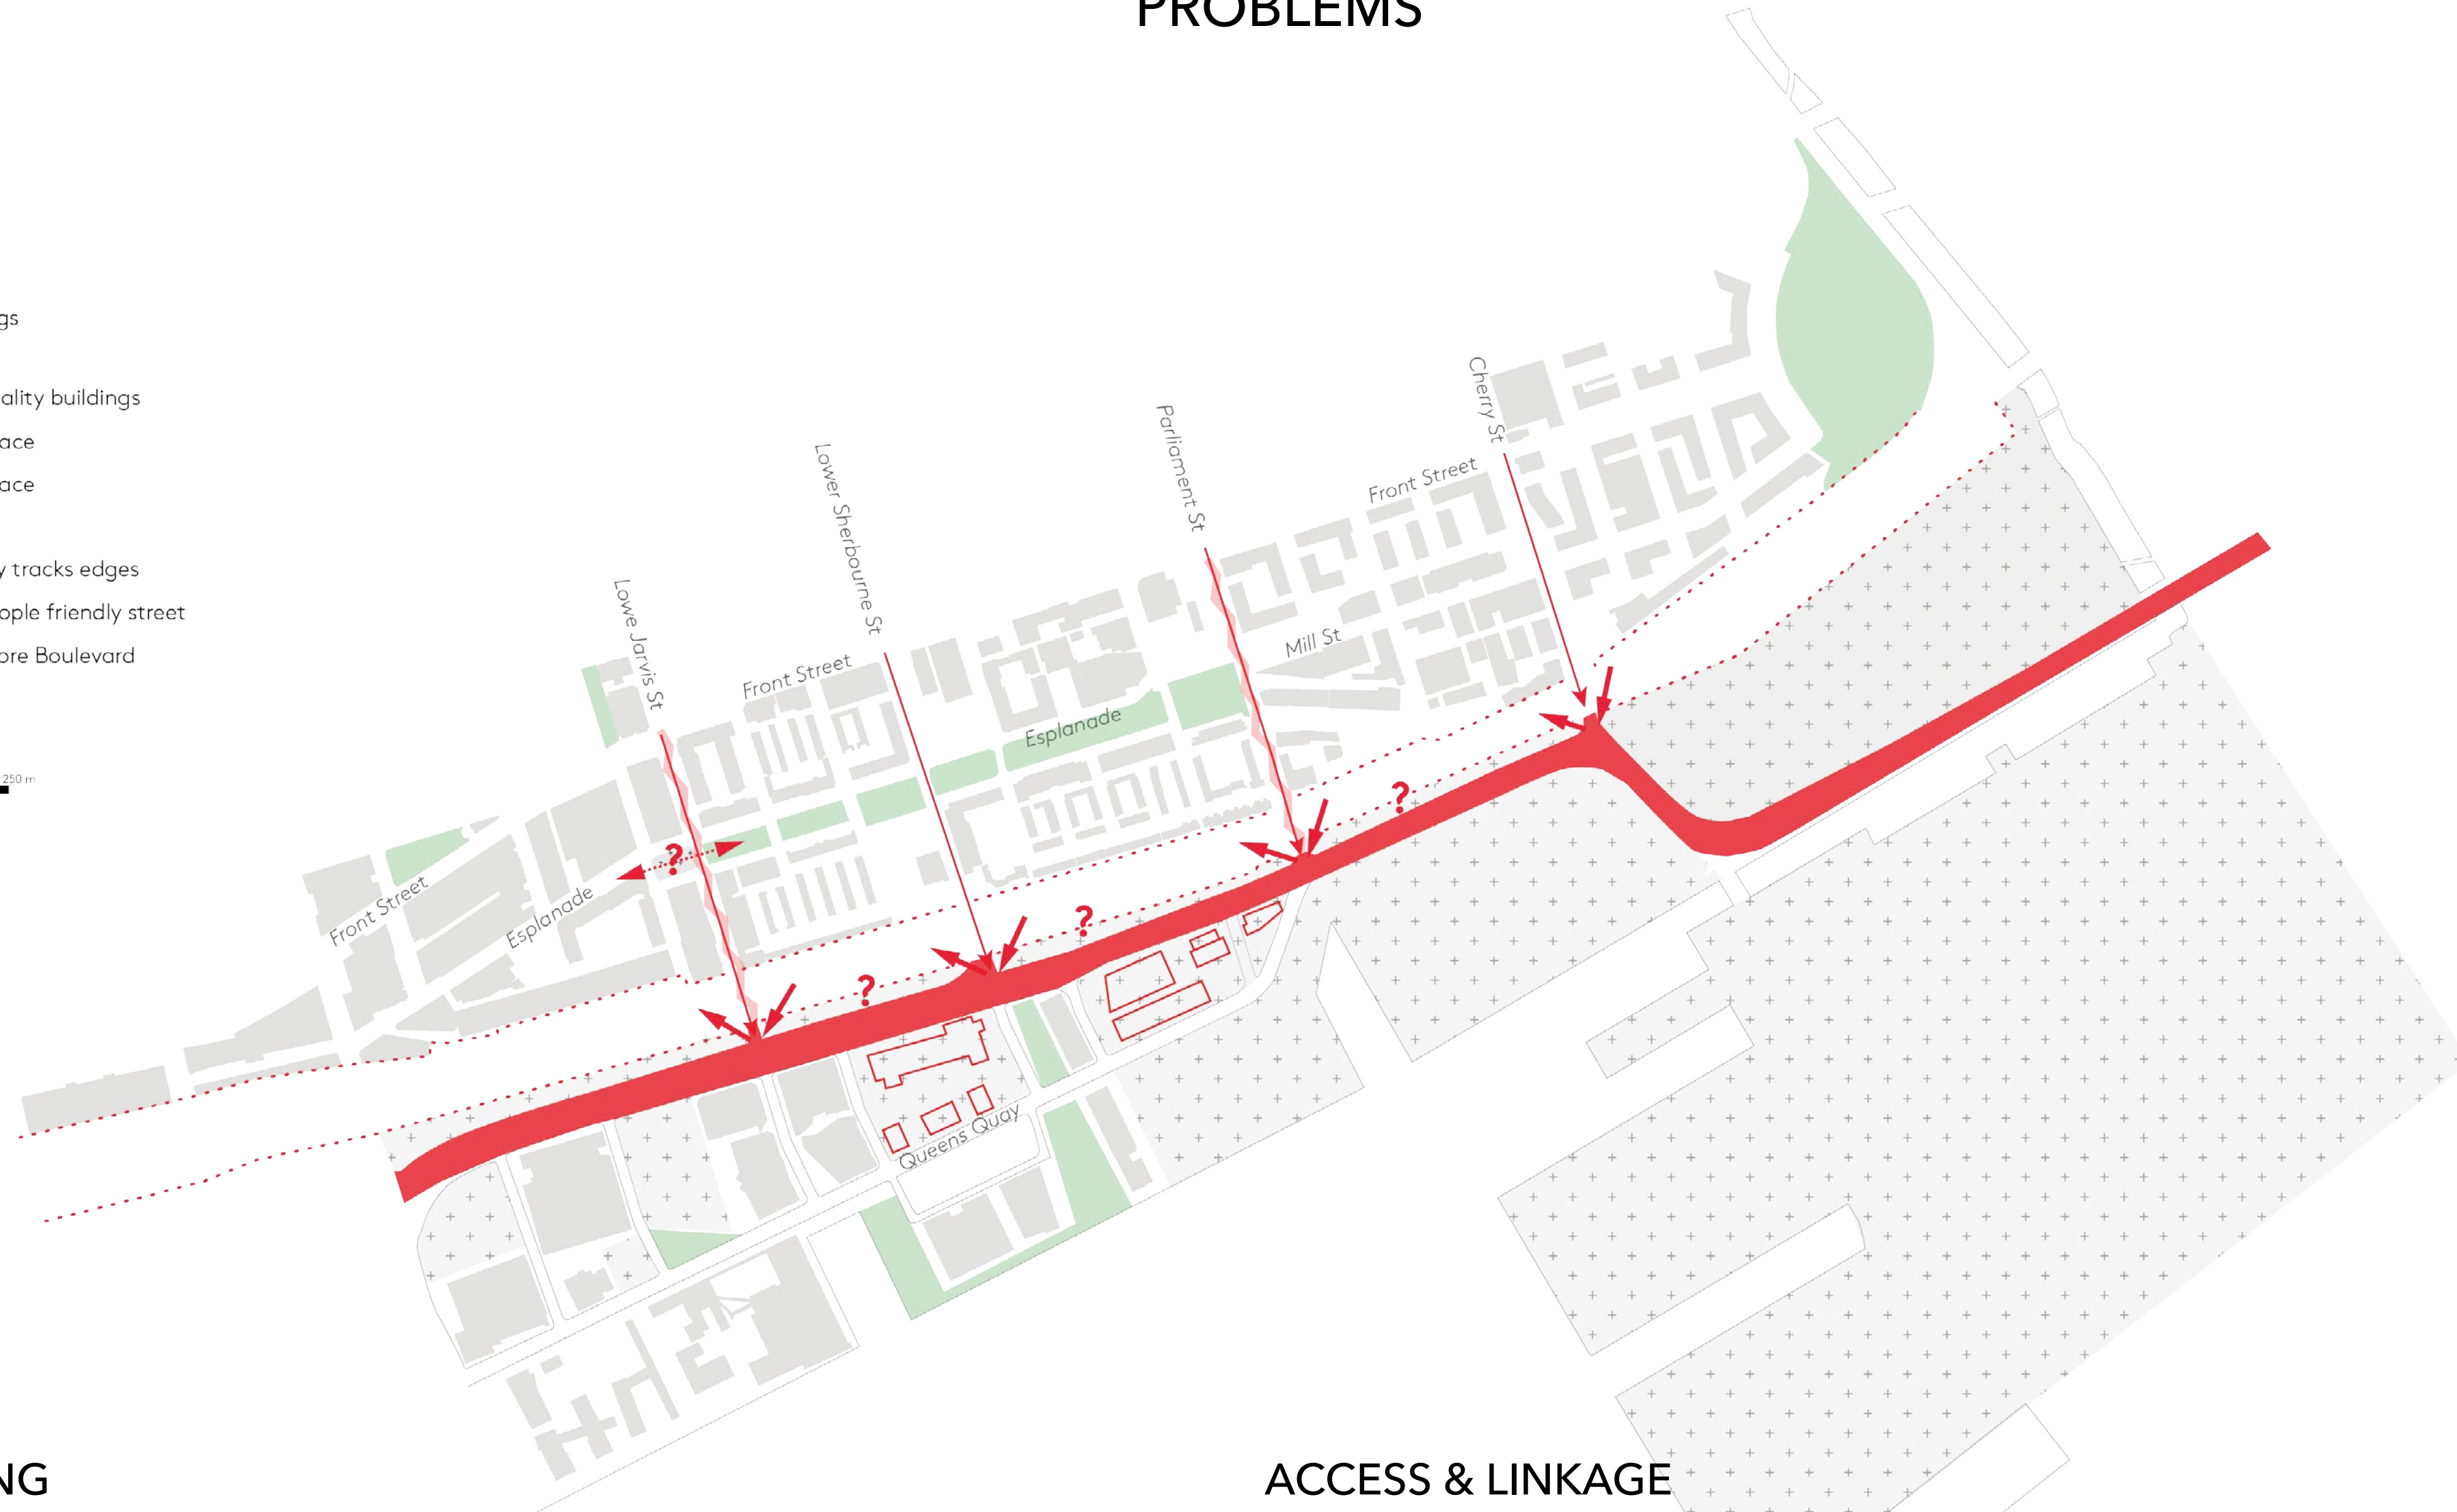 PROBLEMS
gs
ality buildings
ace
ace
y tracks edges
ople friendly street
ore Boulevard
250 m
Cherry St
Parliament St
Front Street
Lower Sherbourne St
Lowe Jarvis St
Mill St
Front Street
Esplanade
?
?
Front Street
Esplanade
?
?
Queens Quay
NG
ACCESS & LINKAGE